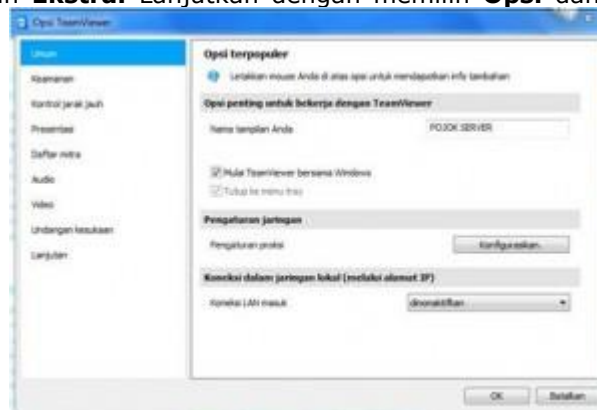 Ekstra. Lanjutkan dengan memilih Opsi dan
Opsi TeamViewer
Umum
Keamanan
Kontrol jarak jauh
Presentasi
Daftar mitra
Audio
Video
Undangan kesukaan
Lanjutan
Opsi terpopuler
Letakkan mouse Anda di atas opsi untuk mendapatkan info tambahan
Opsi penting untuk bekerja dengan TeamViewer
Nama tampilan Anda
POJOK SERVER
Mulai TeamViewer bersama Windows
Tutup ke menu tray
Pengaturan jaringan
Pengaturan proksi
Konfigurasikan...
Koneksi dalam jaringan lokal (melalui alamat IP)
Koneksi LAN masuk
dinonaktifkan
OK
Batalkan